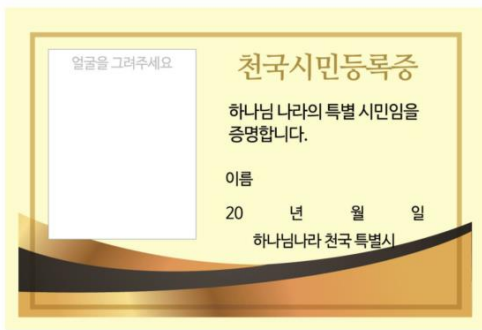 얼굴을 그려주세요
천국시민등록증
하나님 나라의 특별 시민임을
증명합니다.
이름
20 년 월 일
하나님나라 천국 특별시